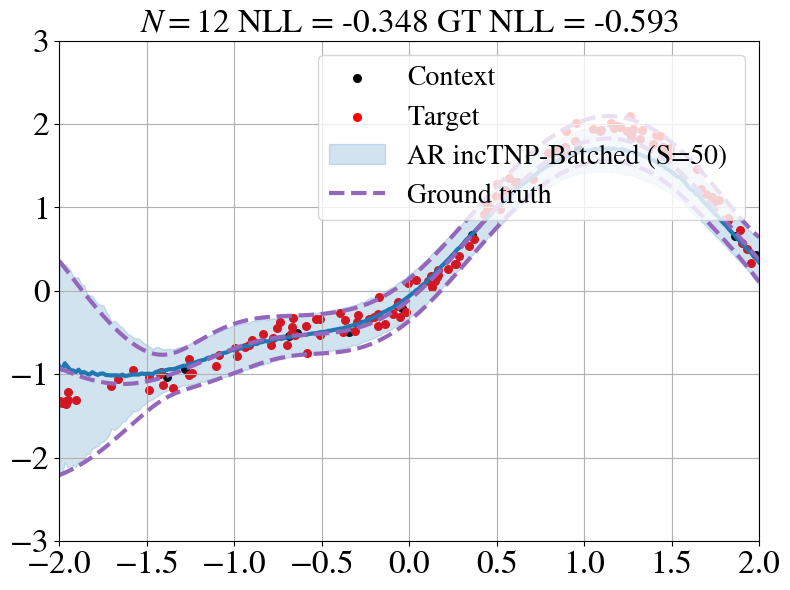 N = 12 NLL = -0.348 GT NLL = -0.593
3
2
1
0
−1
−2
−3
Context
Target
AR incTNP-Batched (S=50)
Ground truth
−2.0 −1.5 −1.0 −0.5 0.0 0.5 1.0 1.5 2.0